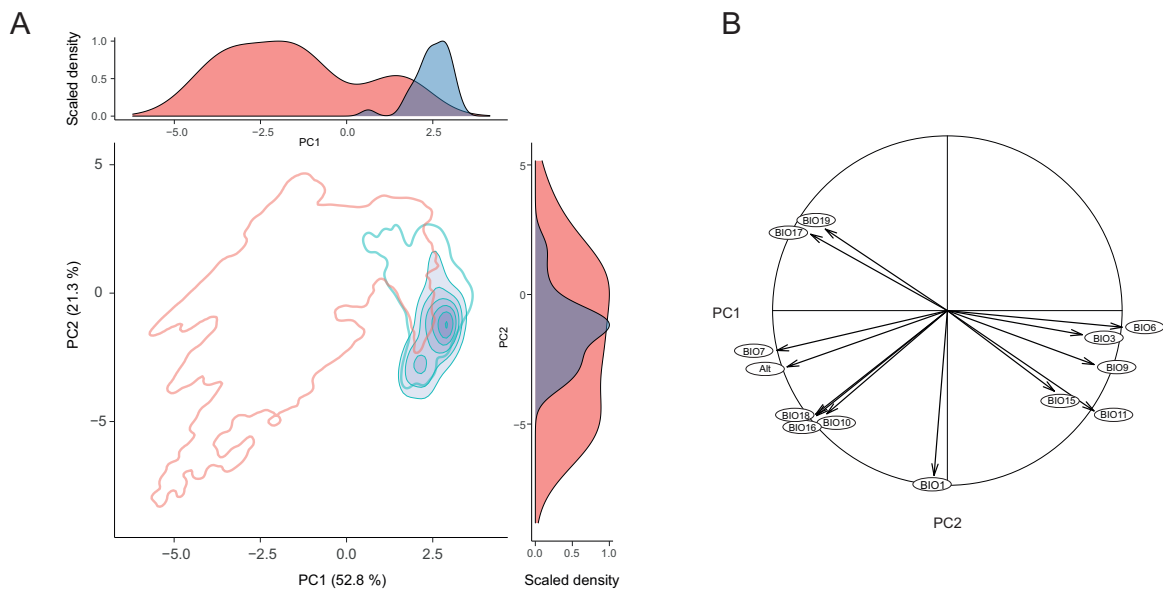 A
Scaled density
1.0
0.5
0.0
−5.0
−2.5
0.0
2.5
PC1
PC2 (21.3 %)
5
0
−5
−5.0
−2.5
0.0
2.5
PC1 (52.8 %)
5
0
−5
PC2
0.0
0.5
1.0
Scaled density
B
BIO19
BIO17
PC1
BIO6
BIO3
BIO7
Alt
BIO9
BIO15
BIO18
BIO11
BIO10
BIO16
BIO1
PC2